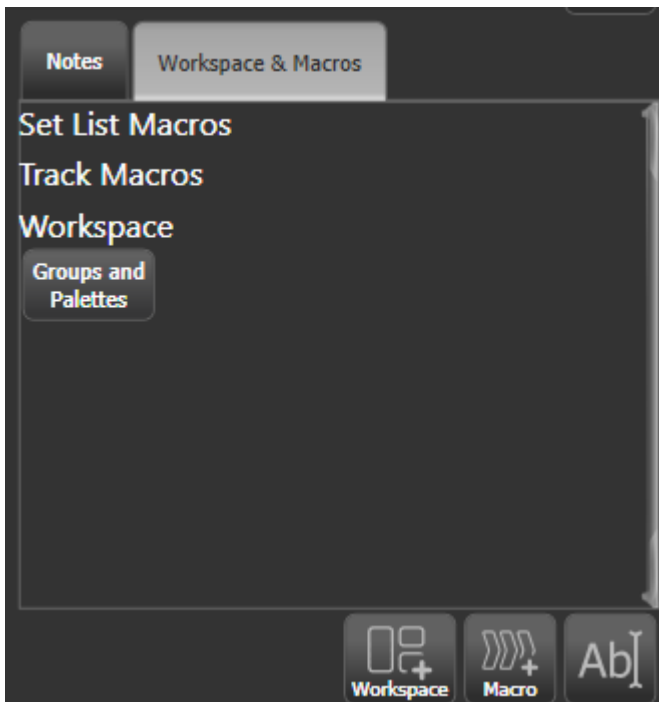 Notes
Workspace & Macros
Set List Macros
Track Macros
Workspace
Groups and
Palettes
Workspace
Macro
Ab